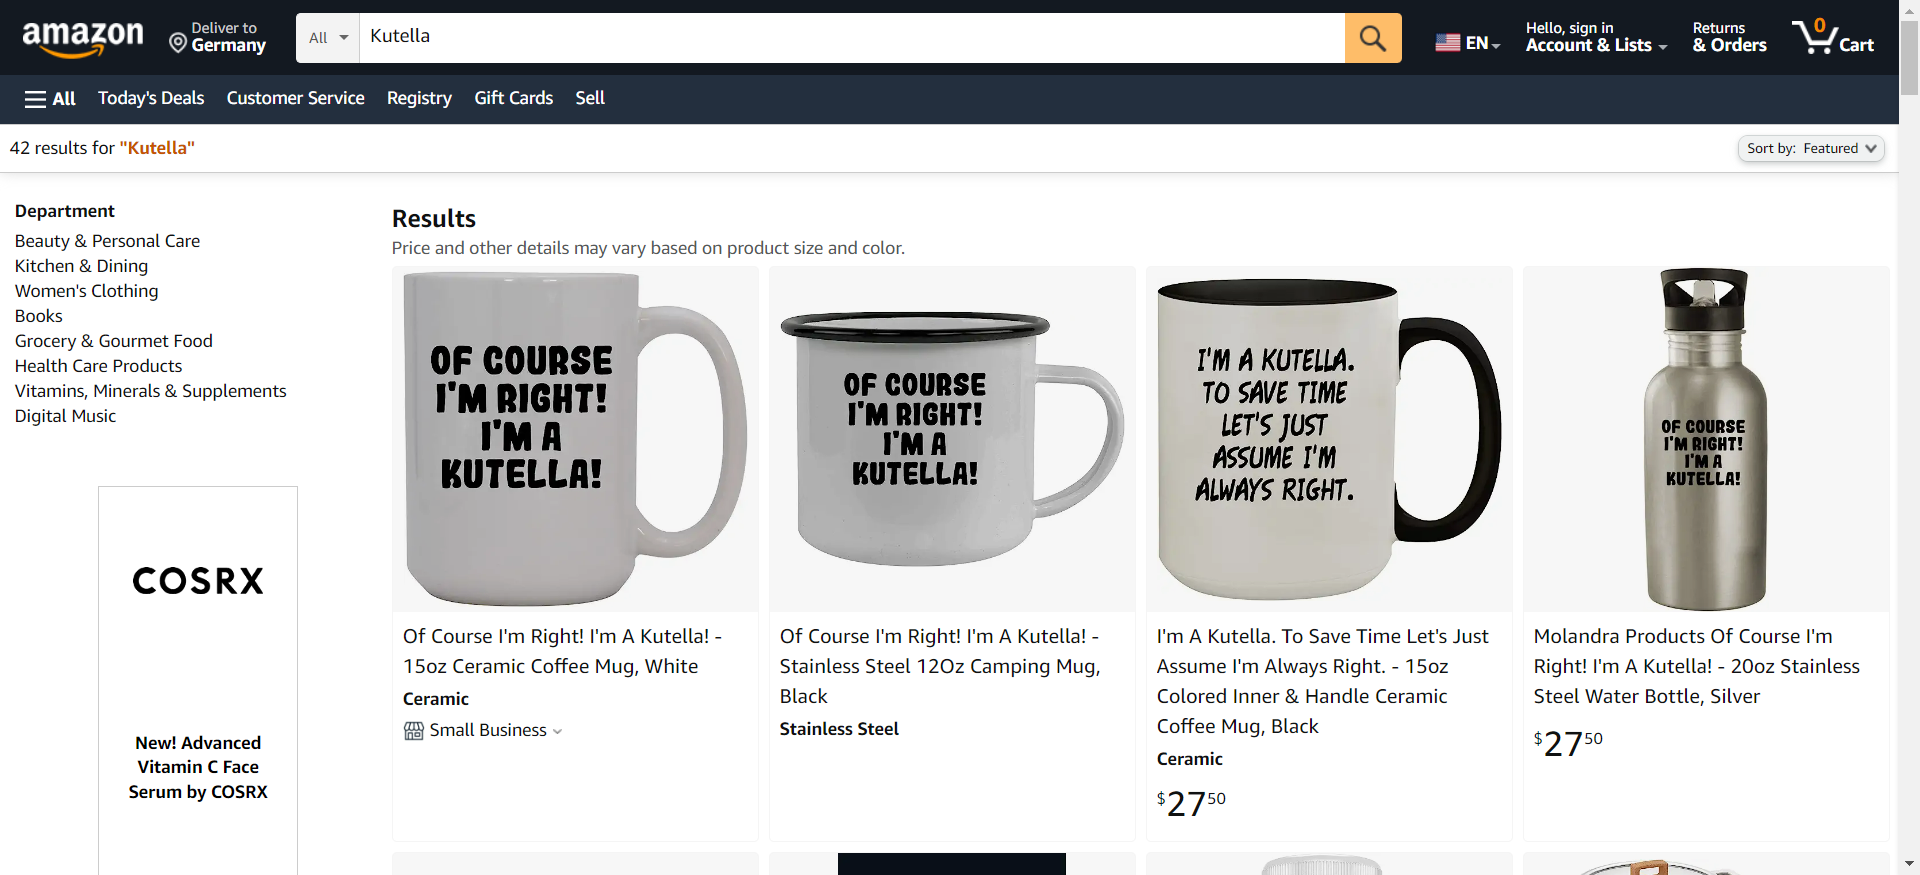 amazon
Deliver to
Germany
All
Kutella
EN
Hello, sign in
Account & Lists
Returns
& Orders
0
Cart
All
Today's Deals
Customer Service
Registry
Gift Cards
Sell
42 results for "Kutella"
Sort by: Featured
Department
Beauty & Personal Care
Kitchen & Dining
Women's Clothing
Books
Grocery & Gourmet Food
Health Care Products
Vitamins, Minerals & Supplements
Digital Music
COSRX
New! Advanced
Vitamin C Face
Serum by COSRX
Results
Price and other details may vary based on product size and color.
OF COURSE
I'M RIGHT!
I'M A
KUTELLA!
Of Course I'm Right! I'm A Kutella! -
15oz Ceramic Coffee Mug, White
Ceramic
Small Business
OF COURSE
I'M RIGHT!
I'M A
KUTELLA!
Of Course I'm Right! I'm A Kutella! -
Stainless Steel 12Oz Camping Mug,
Black
Stainless Steel
I'M A KUTELLA.
TO SAVE TIME
LET'S JUST
ASSUME I'M
ALWAYS RIGHT.
I'm A Kutella. To Save Time Let's Just
Assume I'm Always Right. - 15oz
Colored Inner & Handle Ceramic
Coffee Mug, Black
Ceramic
$2750
OF COURSE
I'M RIGHT!
I'M A
KUTELLA!
Molandra Products Of Course I'm
Right! I'm A Kutella! - 20oz Stainless
Steel Water Bottle, Silver
$2750